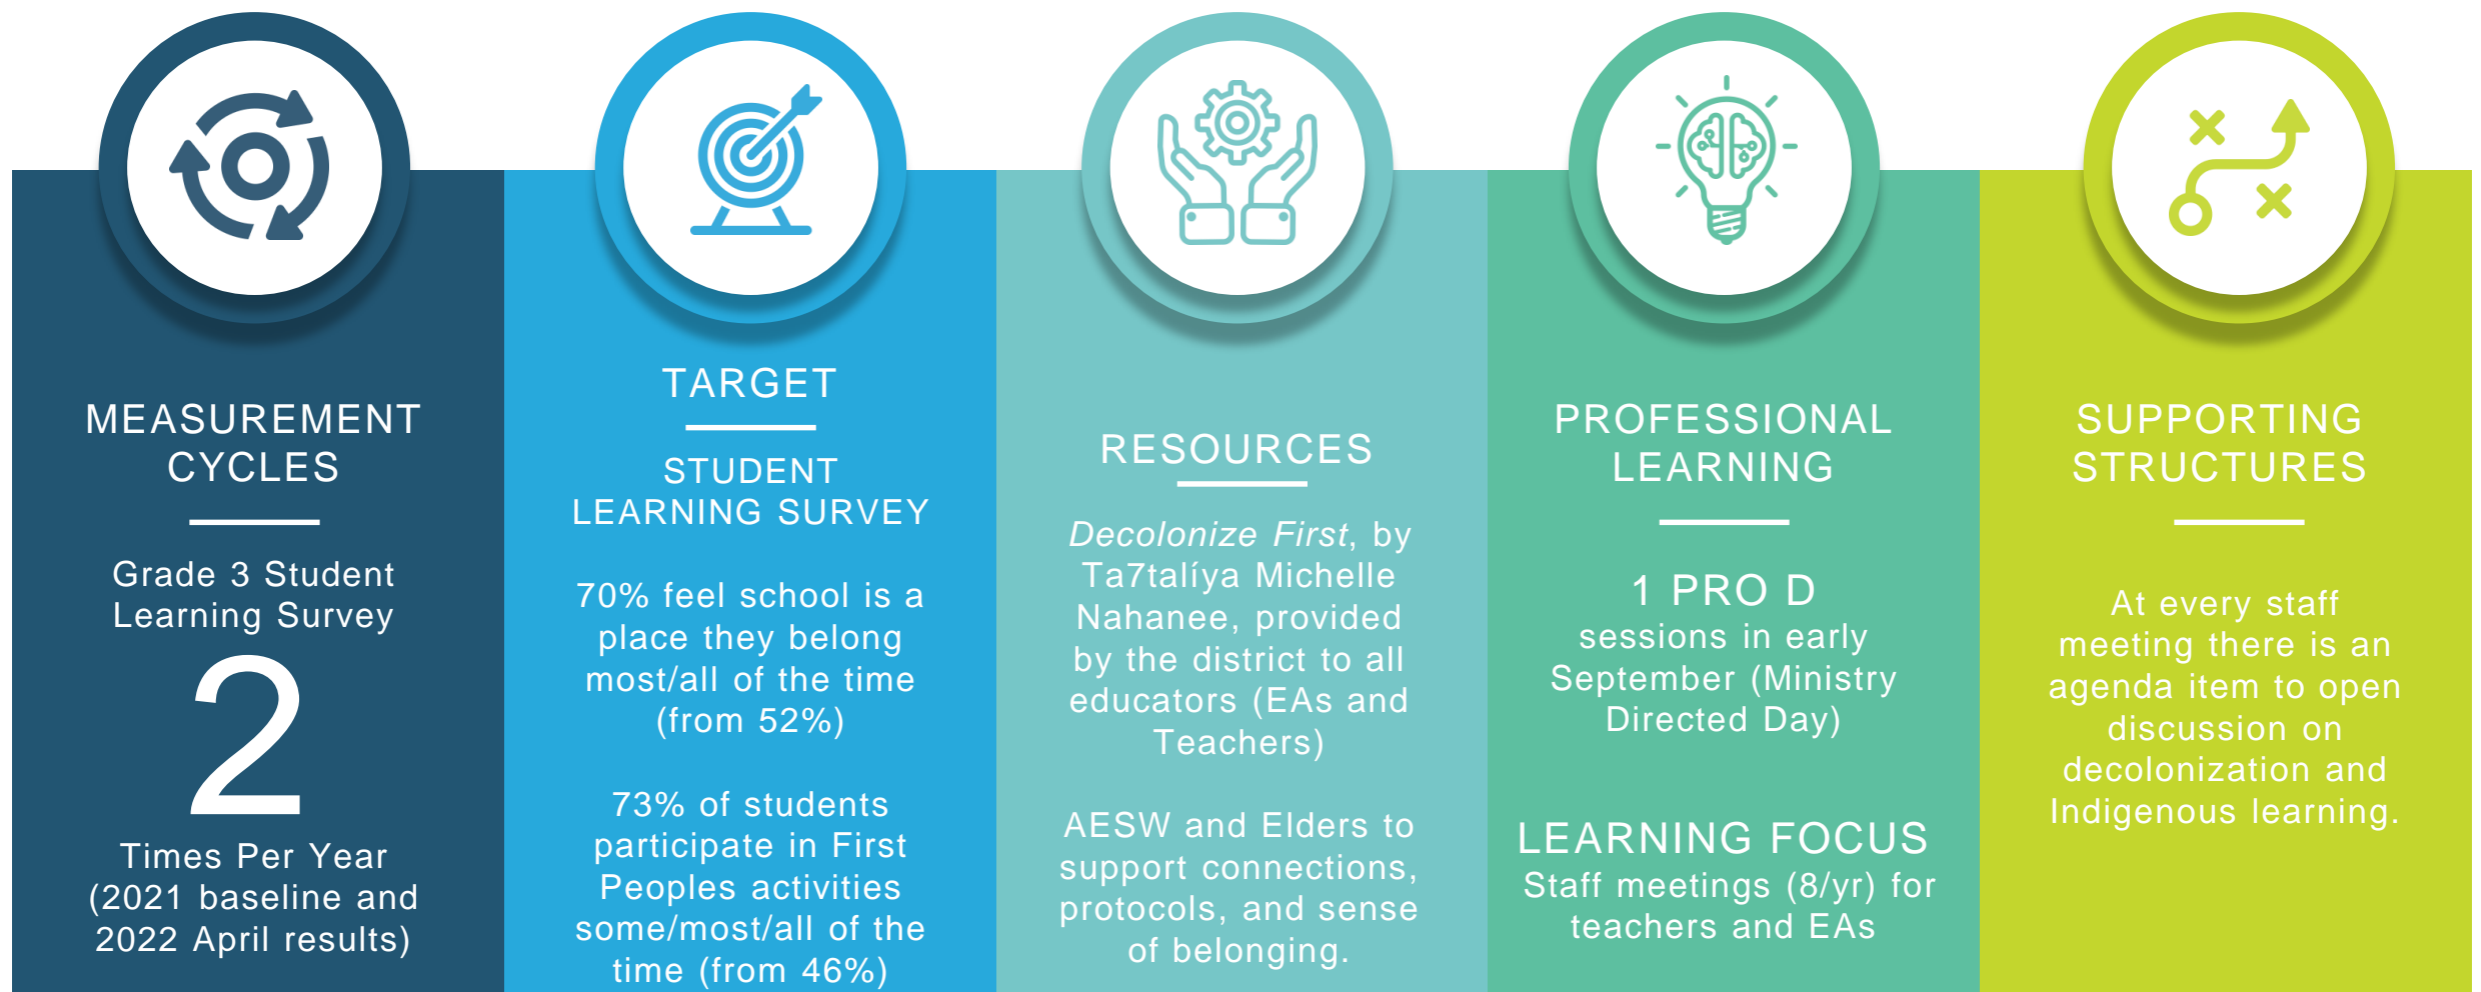 MEASUREMENT
CYCLES
Grade 3 Student
Learning Survey
2
Times Per Year
(2021 baseline and
2022 April results)
TARGET
STUDENT
LEARNING SURVEY
70% feel school is a
place they belong
most/all of the time
(from 52%)
73% of students
participate in First
Peoples activities
some/most/all of the
time (from 46%)
RESOURCES
Decolonize First, by
Ta7talíya Michelle
Nahanee, provided
by the district to all
educators (EAs and
Teachers)
AESW and Elders to
support connections,
protocols, and sense
of belonging.
PROFESSIONAL
LEARNING
1 PRO D
sessions in early
September (Ministry
Directed Day)
LEARNING FOCUS
Staff meetings (8/yr) for
teachers and EAs
SUPPORTING
STRUCTURES
At every staff
meeting there is an
agenda item to open
discussion on
decolonization and
Indigenous learning.